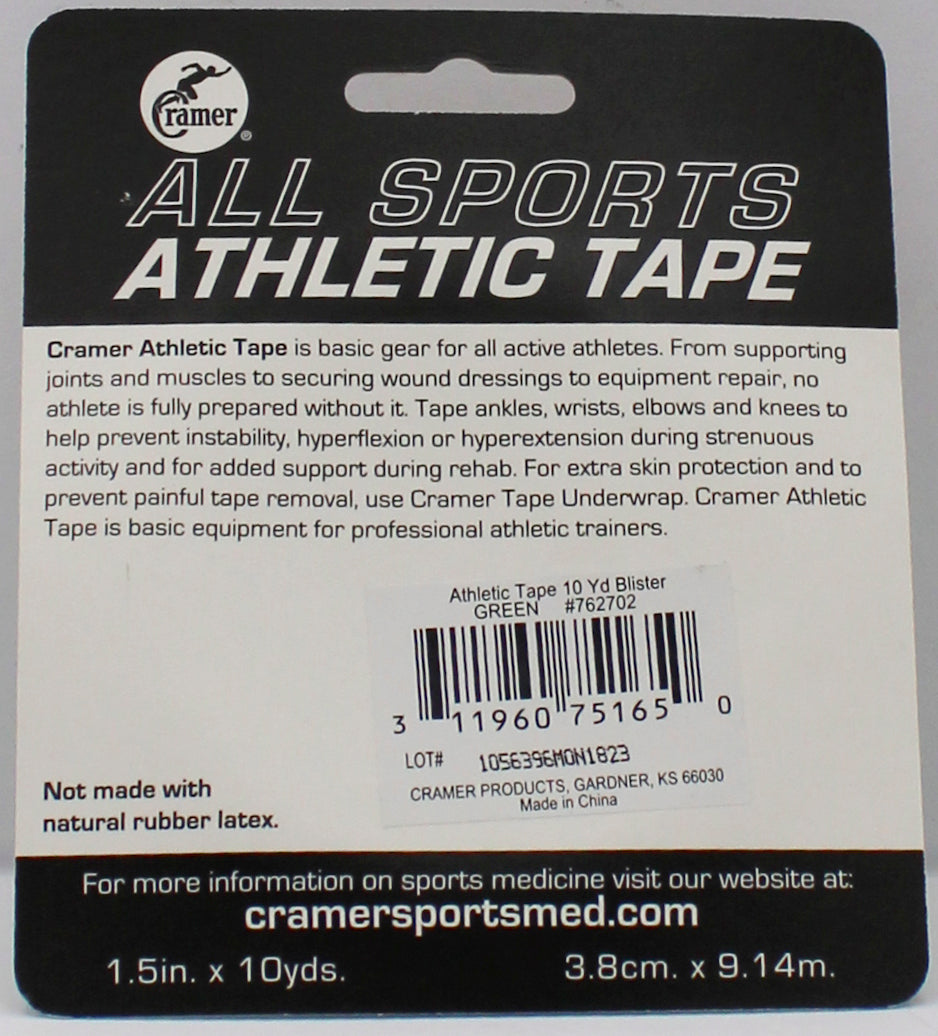 Cramer®
ALL SPORTS
ATHLETIC TAPE
Cramer Athletic Tape is basic gear for all active athletes. From supporting
joints and muscles to securing wound dressings to equipment repair, no
athlete is fully prepared without it. Tape ankles, wrists, elbows and knees to
help prevent instability, hyperflexion or hyperextension during strenuous
activity and for added support during rehab. For extra skin protection and to
prevent painful tape removal, use Cramer Tape Underwrap. Cramer Athletic
Tape is basic equipment for professional athletic trainers.
Athletic Tape 10 Yd Blister
GREEN #762702
3 11960 75165 0
LOT# 1056396MON1823
CRAMER PRODUCTS, GARDNER, KS 66030
Made in China
Not made with
natural rubber latex.
For more information on sports medicine visit our website at:
cramersportsmed.com
1.5in. x 10yds. 3.8cm. x 9.14m.